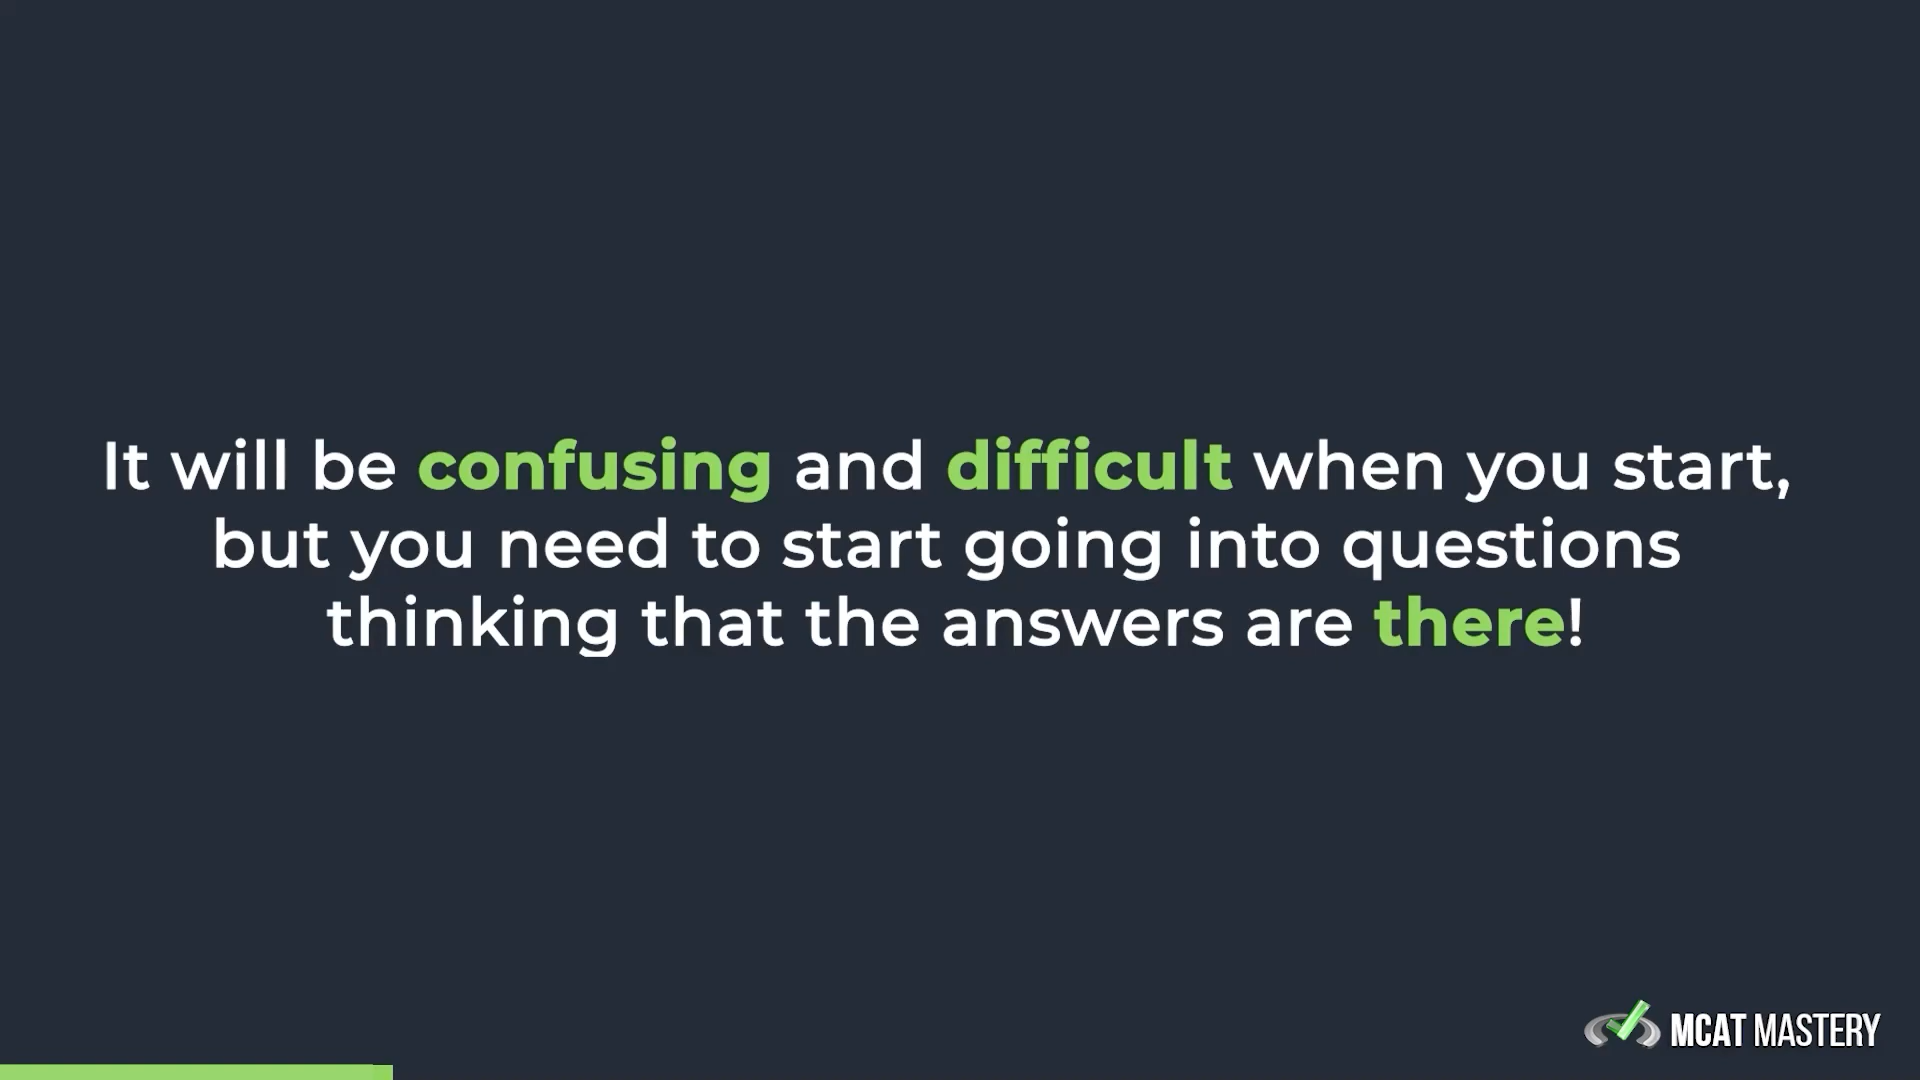 It will be confusing and difficult when you start,
but you need to start going into questions
thinking that the answers are there!
MCAT MASTERY